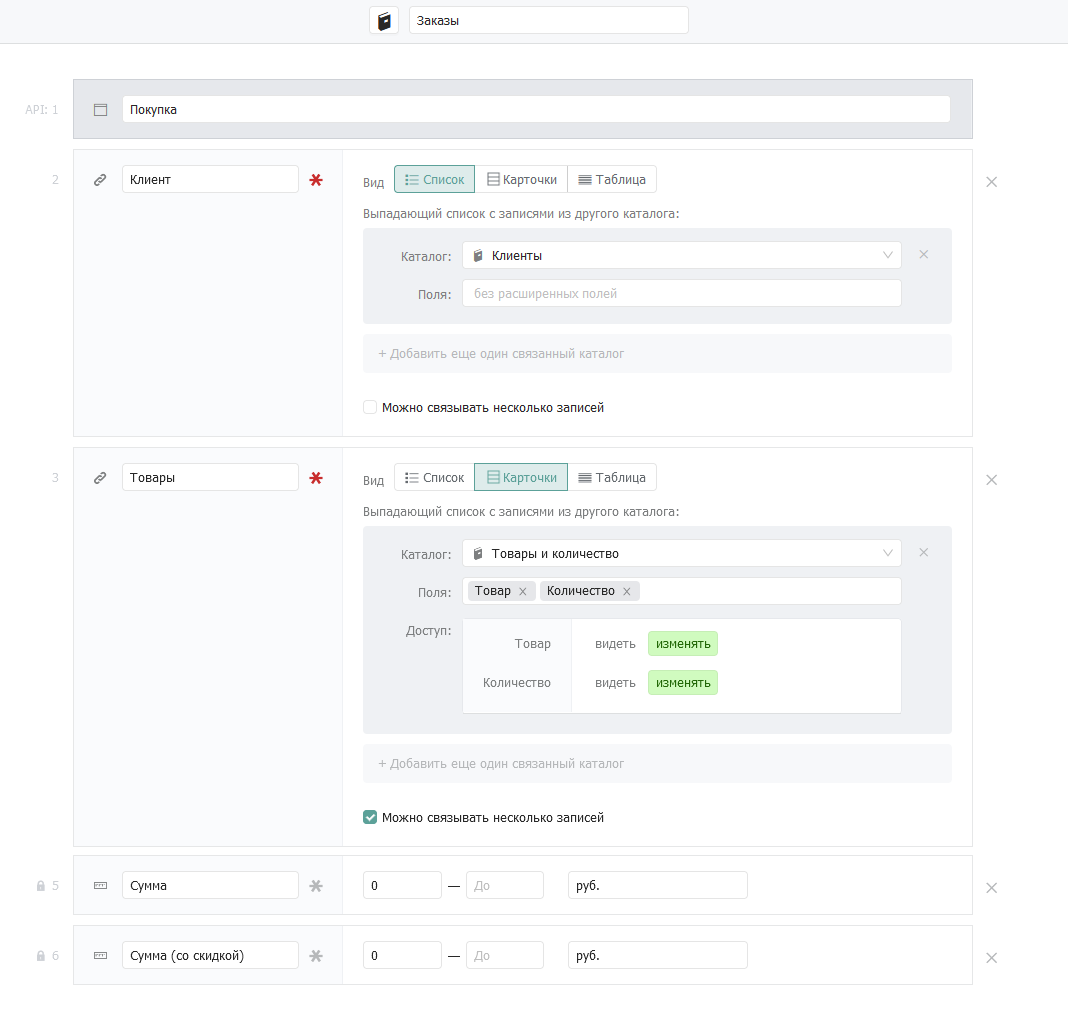 Заказы
API: 1
Покупка
2
Клиент
Вид
Список
Карточки
Таблица
Выпадающий список с записями из другого каталога:
Каталог:
Клиенты
Поля:
без расширенных полей
+ Добавить еще один связанный каталог
Можно связывать несколько записей
3
Товары
Вид
Список
Карточки
Таблица
Выпадающий список с записями из другого каталога:
Каталог:
Товары и количество
Поля:
Товар
Количество
Доступ:
Товар
видеть
изменять
Количество
видеть
изменять
+ Добавить еще один связанный каталог
Можно связывать несколько записей
5
Сумма
0 — До
руб.
6
Сумма (со скидкой)
0 — До
руб.